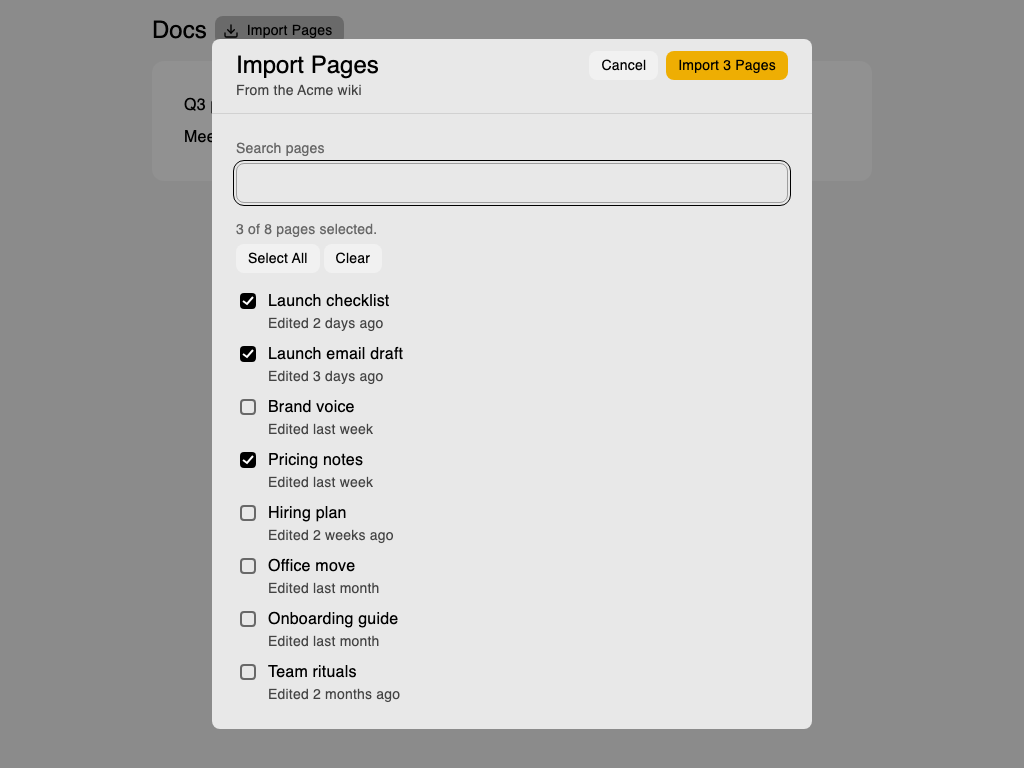 Docs
Import Pages
Import Pages
Cancel
Import 3 Pages
From the Acme wiki
Q3
Search pages
3 of 8 pages selected.
Select All
Clear
Launch checklist
Edited 2 days ago
Launch email draft
Edited 3 days ago
Brand voice
Edited last week
Pricing notes
Edited last week
Hiring plan
Edited 2 weeks ago
Office move
Edited last month
Onboarding guide
Edited last month
Team rituals
Edited 2 months ago